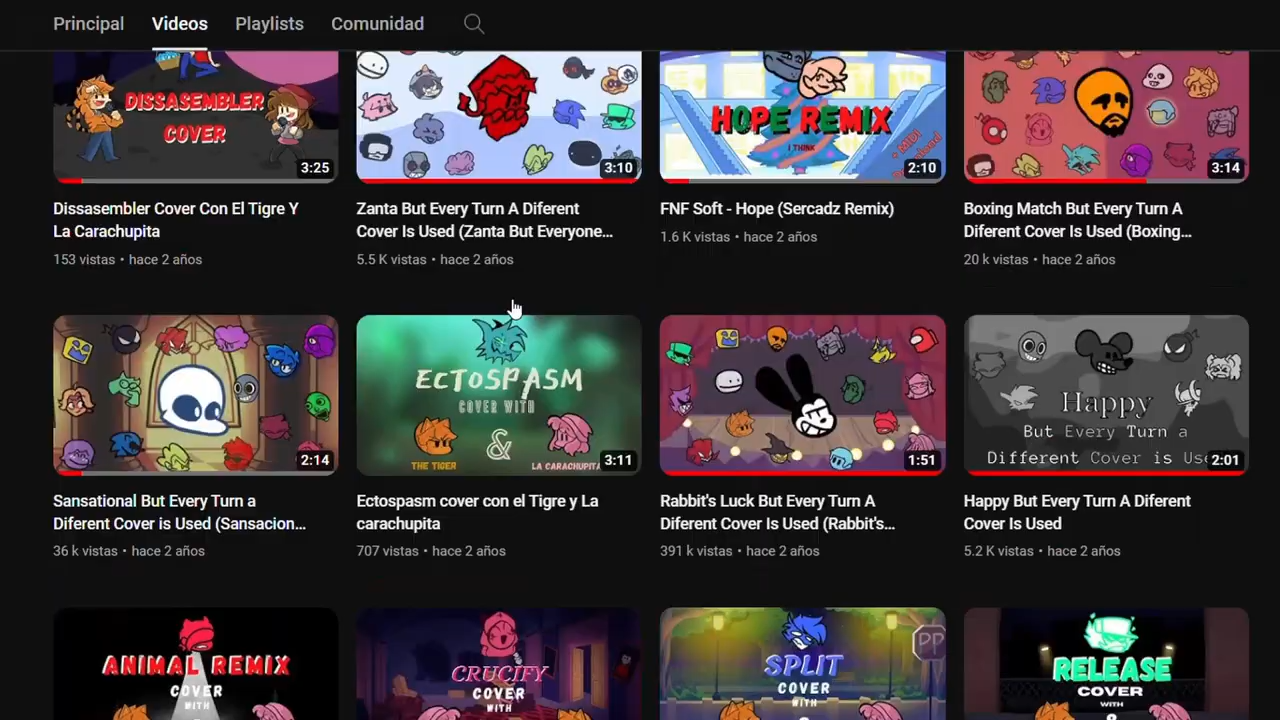 Principal Videos Playlists Comunidad
DISSASEMBLER
COVER
3:25
3:10
HOPE REMIX
I THINK
2:10
3:14
Dissasembler Cover Con El Tigre Y
La Carachupita
153 vistas • hace 2 años
Zanta But Every Turn A Diferent
Cover Is Used (Zanta But Everyone...
5.5 K vistas • hace 2 años
FNF Soft - Hope (Sercadz Remix)
1.6 K vistas • hace 2 años
Boxing Match But Every Turn A
Diferent Cover Is Used (Boxing...
20 k vistas • hace 2 años
2:14
ECTOSPASM
COVER WITH
&
THE TIGER
LA CARACHUPITA
3:11
1:51
Happy
But Every Turn a
Different Cover is Use
2:01
Sansational But Every Turn a
Diferent Cover is Used (Sansacion...
36 k vistas • hace 2 años
Ectospasm cover con el Tigre y La
carachupita
707 vistas • hace 2 años
Rabbit's Luck But Every Turn A
Diferent Cover Is Used (Rabbit's...
391 k vistas • hace 2 años
Happy But Every Turn A Diferent
Cover Is Used
5.2 K vistas • hace 2 años
ANIMAL REMIX
COVER
WITH
CRUCIFY
COVER
WITH
PP
SPLIT
COVER
WITH
RELEASE
COVER
WITH